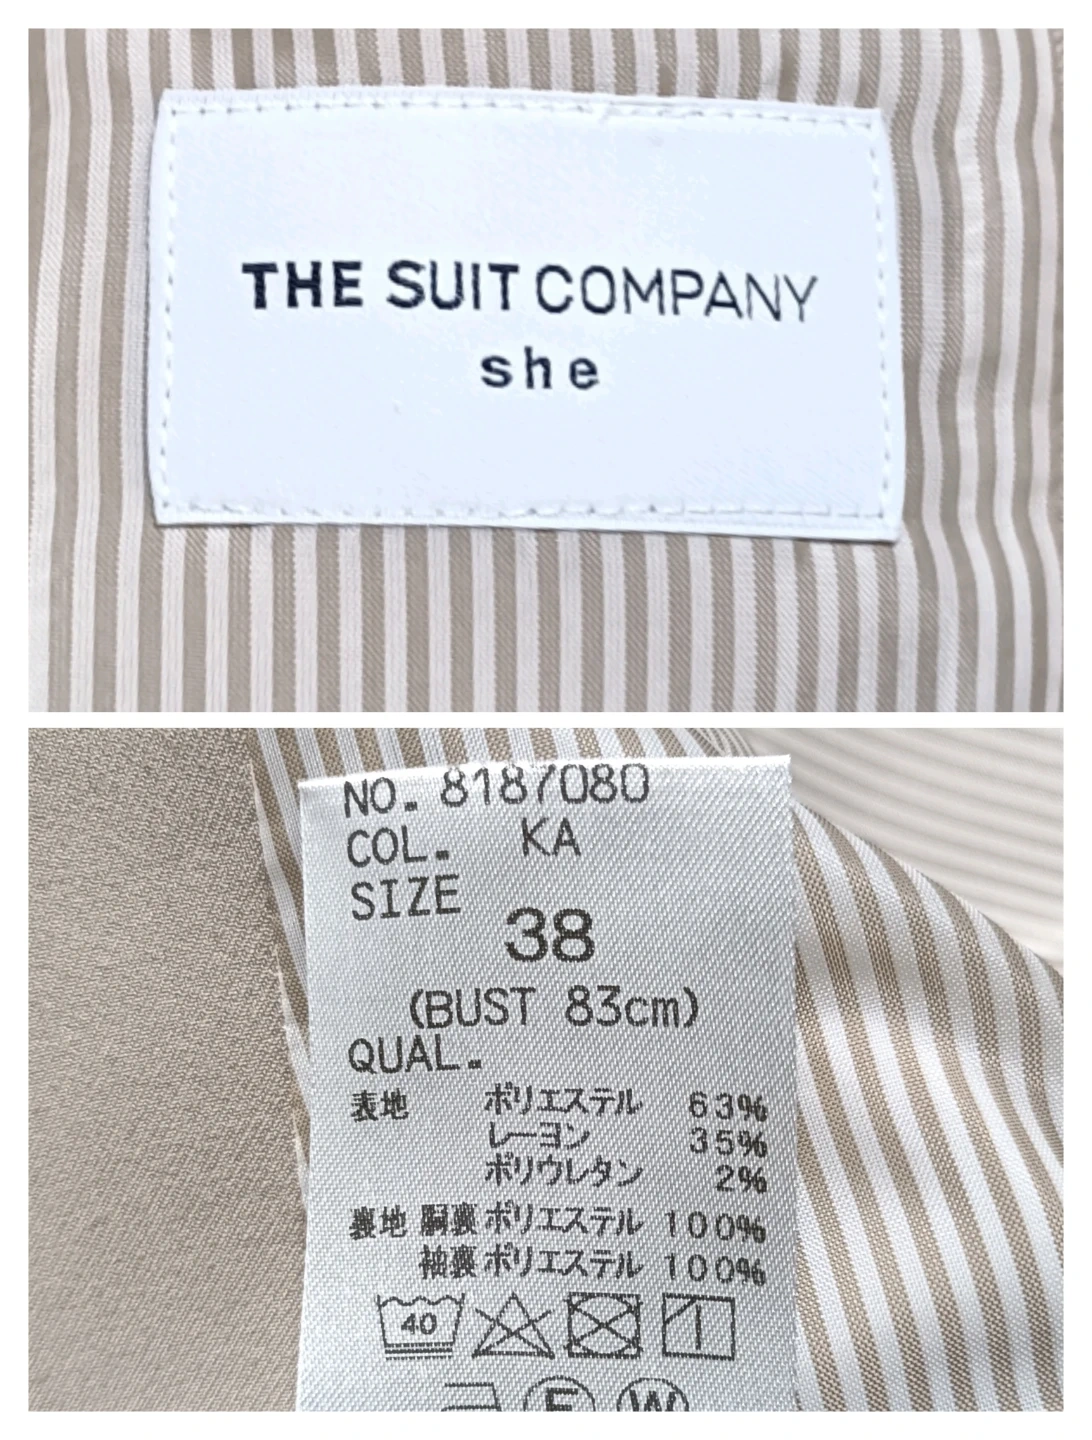 THE SUIT COMPANY
she
NO. 8187080
COL. KA
SIZE
38
(BUST 83cm)
QUAL.
表地 ポリエステル 63%
レーヨン 35%
ポリウレタン 2%
裏地 胴裏 ポリエステル 100%
袖裏 ポリエステル 100%
40
F W